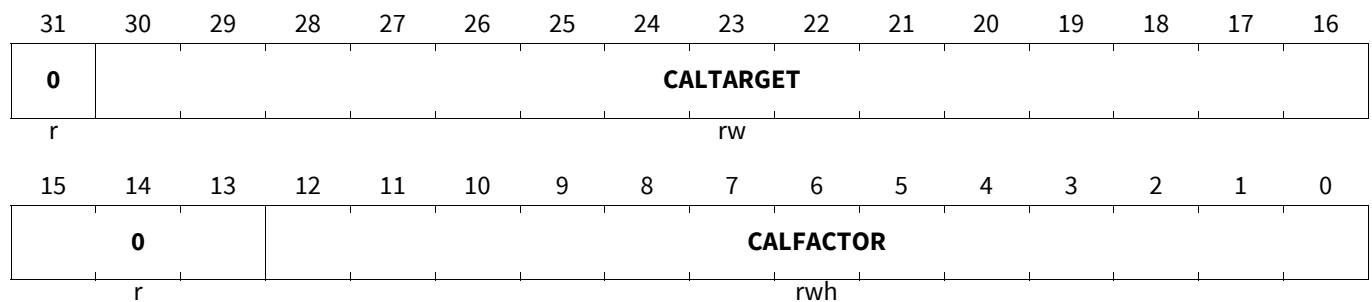 31 30 29 28 27 26 25 24 23 22 21 20 19 18 17 16
0 CALTARGET
r rw
15 14 13 12 11 10 9 8 7 6 5 4 3 2 1 0
0 CALFACTOR
r rwh